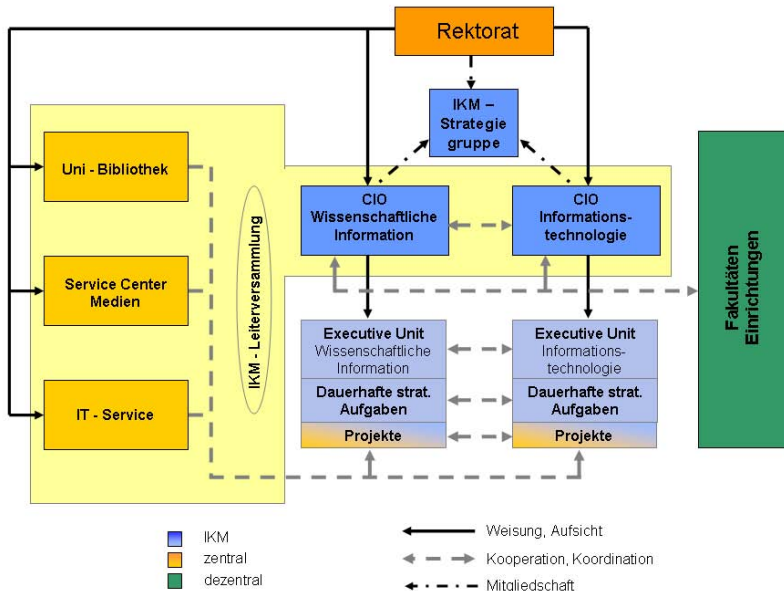 Rektorat
IKM –
Strategie
gruppe
Uni - Bibliothek
Service Center
Medien
IT - Service
IKM - Leiterversammlung
CIO
Wissenschaftliche
Information
CIO
Informations-
technologie
Fakultäten
Einrichtungen
Executive Unit
Wissenschaftliche
Information
Dauerhafte strat.
Aufgaben
Projekte
Executive Unit
Informations-
technologie
Dauerhafte strat.
Aufgaben
Projekte
IKM
zentral
dezentral
Weisung, Aufsicht
Kooperation, Koordination
Mitgliedschaft